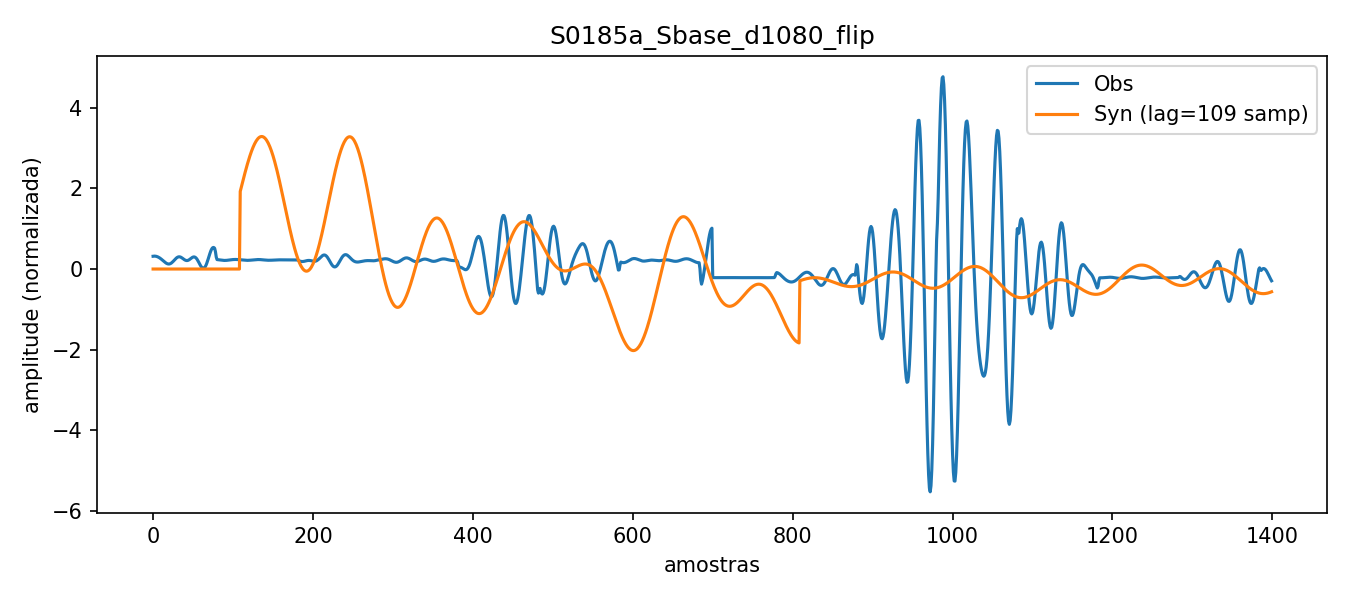 S0185a_Sbase_d1080_flip
Obs
Syn (lag=109 samp)
amplitude (normalizada)
4
2
0
−2
−4
−6
0 200 400 600 800 1000 1200 1400
amostras